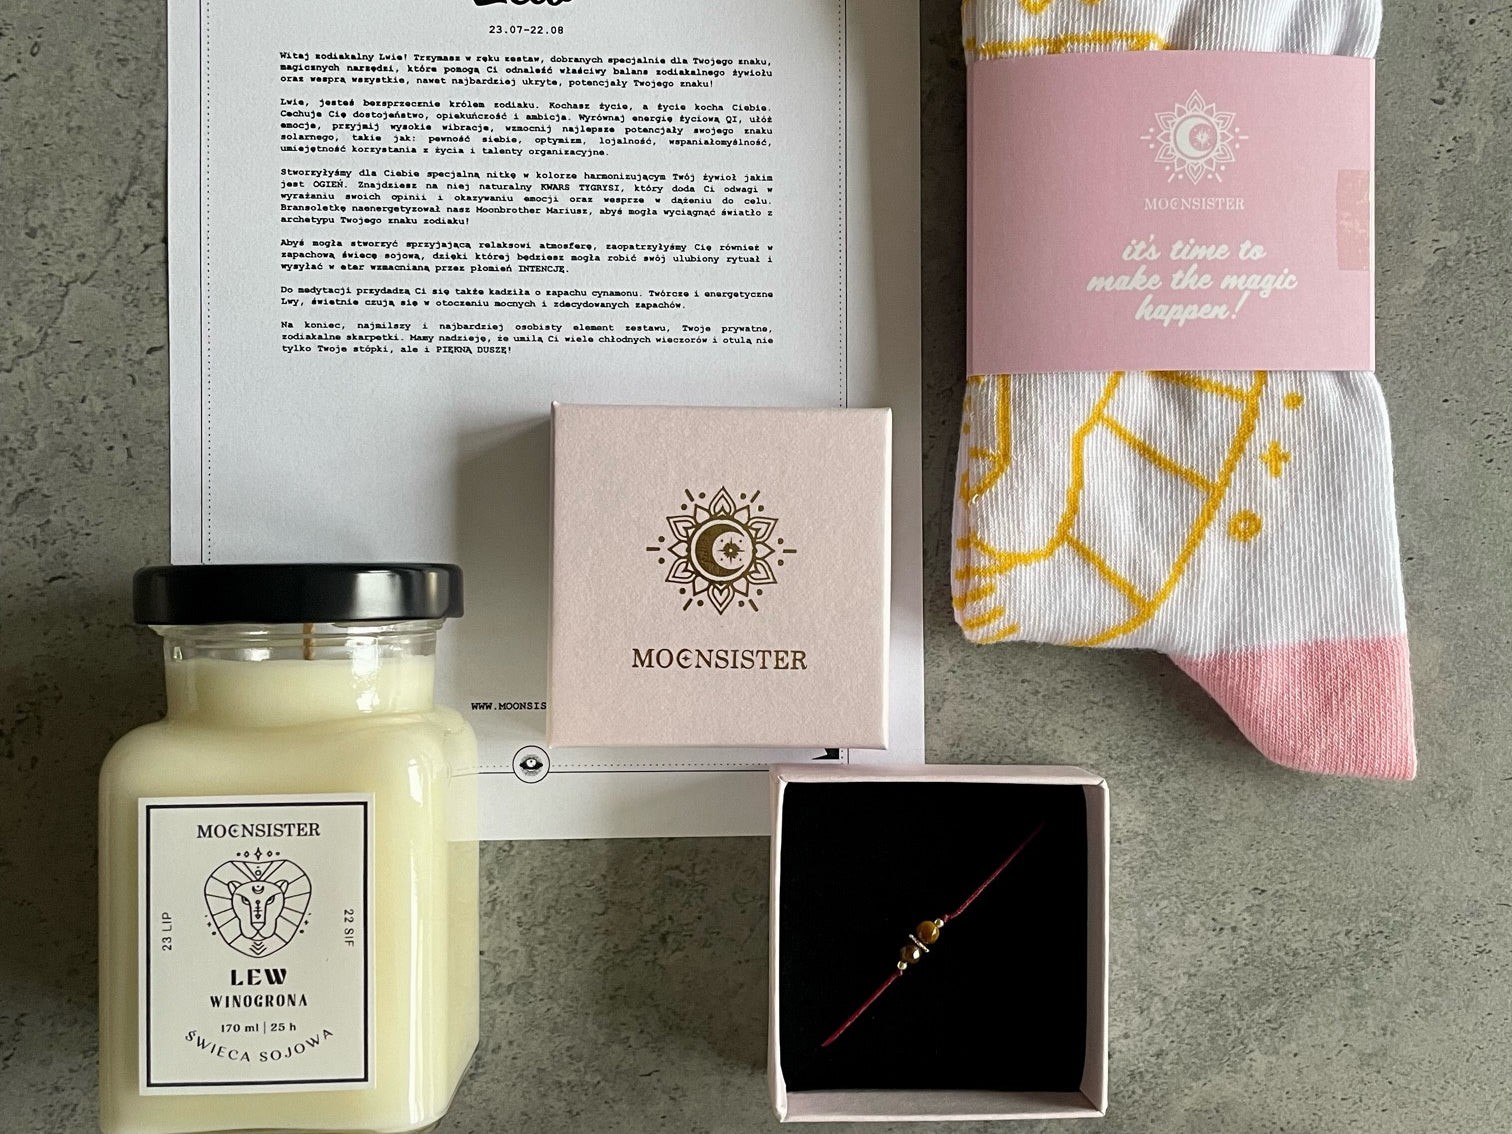 23.07-22.08
Witaj zodiakalny Lwie! Trzymasz w ręku zestaw, dobranych specjalnie dla Twojego znaku,
magicznych narzędzi, które pomogą Ci odnaleźć właściwy balans zodiakalnego żywiołu
oraz wesprą wszystkie, nawet najbardziej ukryte, potencjały Twojego znaku!
Lwie, jesteś bezsprzecznie królem zodiaku. Kochasz życie, a życie kocha Ciebie.
Cechuje Cię dostojeństwo, opiekuńczość i ambicja. Wyrównaj energię życiową QI, ułóż
emocje, przyjmij wysokie wibracje, wzmocnij najlepsze potencjały swojego znaku
solarnego, takie jak: pewność siebie, optymizm, lojalność, wspaniałomyślność,
umiejętność korzystania z życia i talenty organizacyjne.
Stworzyłyśmy dla Ciebie specjalną nitkę w kolorze harmonizującym Twój żywioł jakim
jest OGIEŃ. Znajdziesz na niej naturalny KWARS TYGRYSI, który doda Ci odwagi w
wyrażaniu swoich opinii i okazywaniu emocji oraz wesprze w dążeniu do celu.
Bransoletkę naenergetyzował nasz Moonbrother Mariusz, abyś mogła wyciągnąć światło z
archetypu Twojego znaku zodiaku!
Abyś mogła stworzyć sprzyjającą relaksowi atmosferę, zaopatrzyłyśmy Cię również w
zapachową świecę sojową, dzięki której będziesz mogła robić swój ulubiony rytuał i
wysyłać w eter wzmacnianą przez płomień INTENCJĘ.
Do medytacji przydadzą Ci się także kadziła o zapachu cynamonu. Twórcze i energetyczne
Lwy, świetnie czują się w otoczeniu mocnych i zdecydowanych zapachów.
Na koniec, najmilszy i najbardziej osobisty element zestawu, Twoje prywatne,
zodiakalne skarpetki. Mamy nadzieję, że umilą Ci wiele chłodnych wieczorów i otulą nie
tylko Twoje stópki, ale i PIĘKNĄ DUSZĘ!
WWW.MOONSIS
MOONSISTER
it's time to
make the magic
happen!
MOONSISTER
MOONSISTER
23 LIP
22 SIE
LEW
WINOGRONA
170 ml | 25 h
ŚWIECA SOJOWA